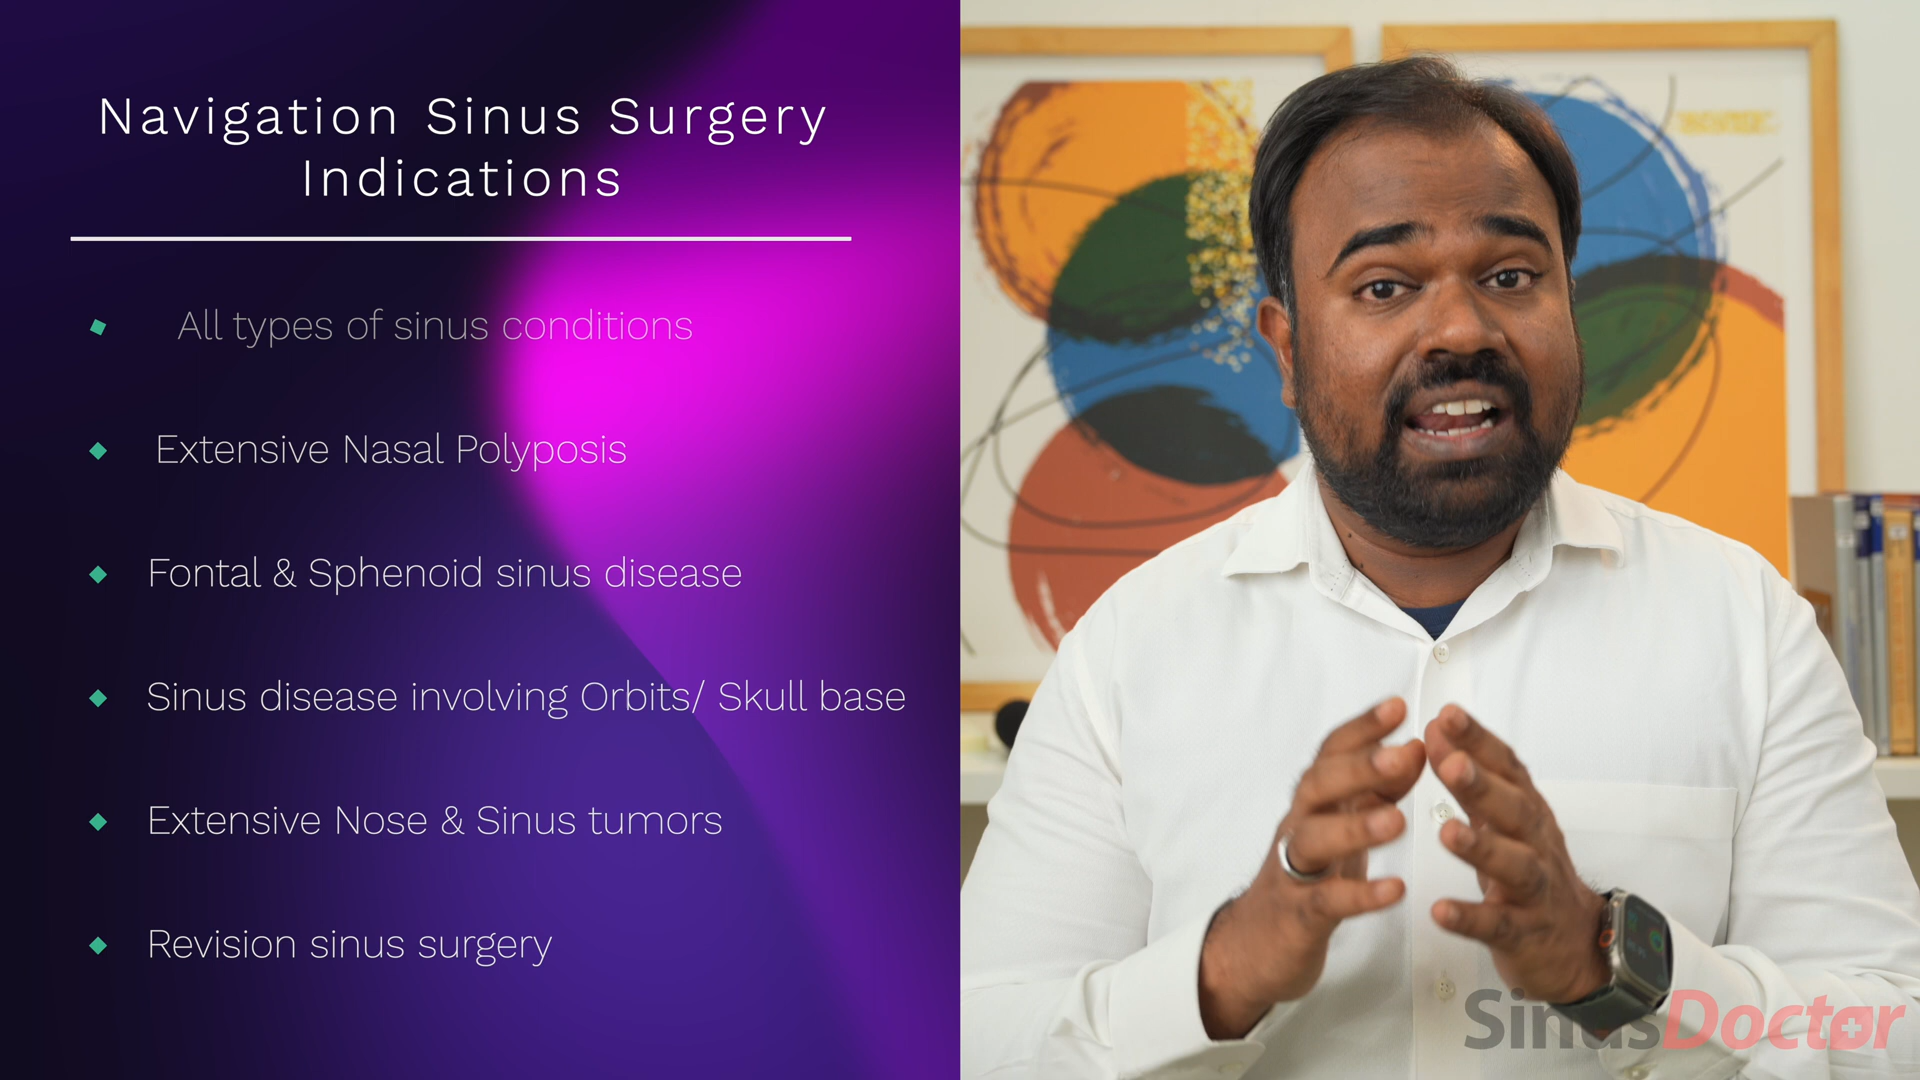 Navigation Sinus Surgery
Indications
All types of sinus conditions
Extensive Nasal Polyposis
Fontal & Sphenoid sinus disease
Sinus disease involving Orbits/ Skull base
Extensive Nose & Sinus tumors
Revision sinus surgery
SinusDoctor